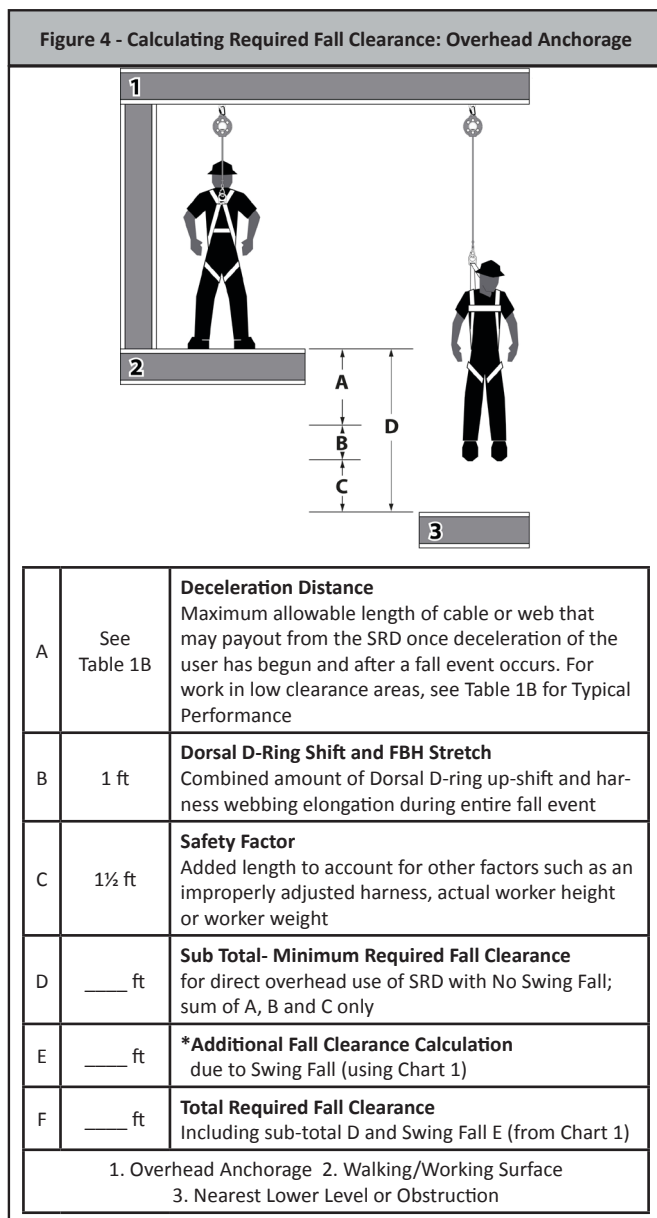 Figure 4 - Calculating Required Fall Clearance: Overhead Anchorage
1
2
A
B
C
D
3
A
See
Table 1B
Deceleration Distance
Maximum allowable length of cable or web that
may payout from the SRD once deceleration of the
user has begun and after a fall event occurs. For
work in low clearance areas, see Table 1B for Typical
Performance
B
1 ft
Dorsal D-Ring Shift and FBH Stretch
Combined amount of Dorsal D-ring up-shift and har-
ness webbing elongation during entire fall event
C
1½ ft
Safety Factor
Added length to account for other factors such as an
improperly adjusted harness, actual worker height
or worker weight
D
____ ft
Sub Total- Minimum Required Fall Clearance
for direct overhead use of SRD with No Swing Fall;
sum of A, B and C only
E
____ ft
*Additional Fall Clearance Calculation
due to Swing Fall (using Chart 1)
F
____ ft
Total Required Fall Clearance
Including sub-total D and Swing Fall E (from Chart 1)
1. Overhead Anchorage 2. Walking/Working Surface
3. Nearest Lower Level or Obstruction